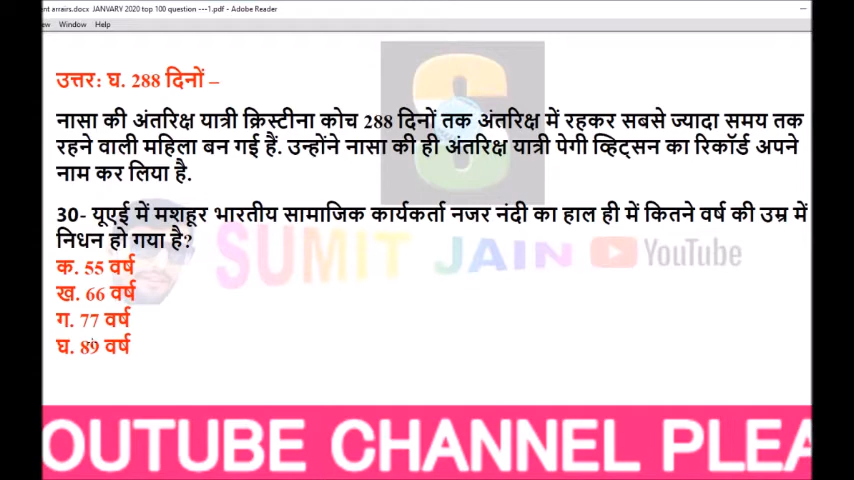 nt arrairs.docx JANVARY 2020 top 100 question ---1.pdf - Adobe Reader
ew Window Help
उत्तर: घ. 288 दिनों –
नासा की अंतरिक्ष यात्री क्रिस्टीना कोच 288 दिनों तक अंतरिक्ष में रहकर सबसे ज्यादा समय तक
रहने वाली महिला बन गई हैं. उन्होंने नासा की ही अंतरिक्ष यात्री पेगी व्हिट्सन का रिकॉर्ड अपने
नाम कर लिया है.
30- यूएई में मशहूर भारतीय सामाजिक कार्यकर्ता नजर नंदी का हाल ही में कितने वर्ष की उम्र में
निधन हो गया है?
क. 55 वर्ष
ख. 66 वर्ष
ग. 77 वर्ष
घ. 89 वर्ष
SUMIT JAIN YouTube
OUTUBE CHANNEL PLEA